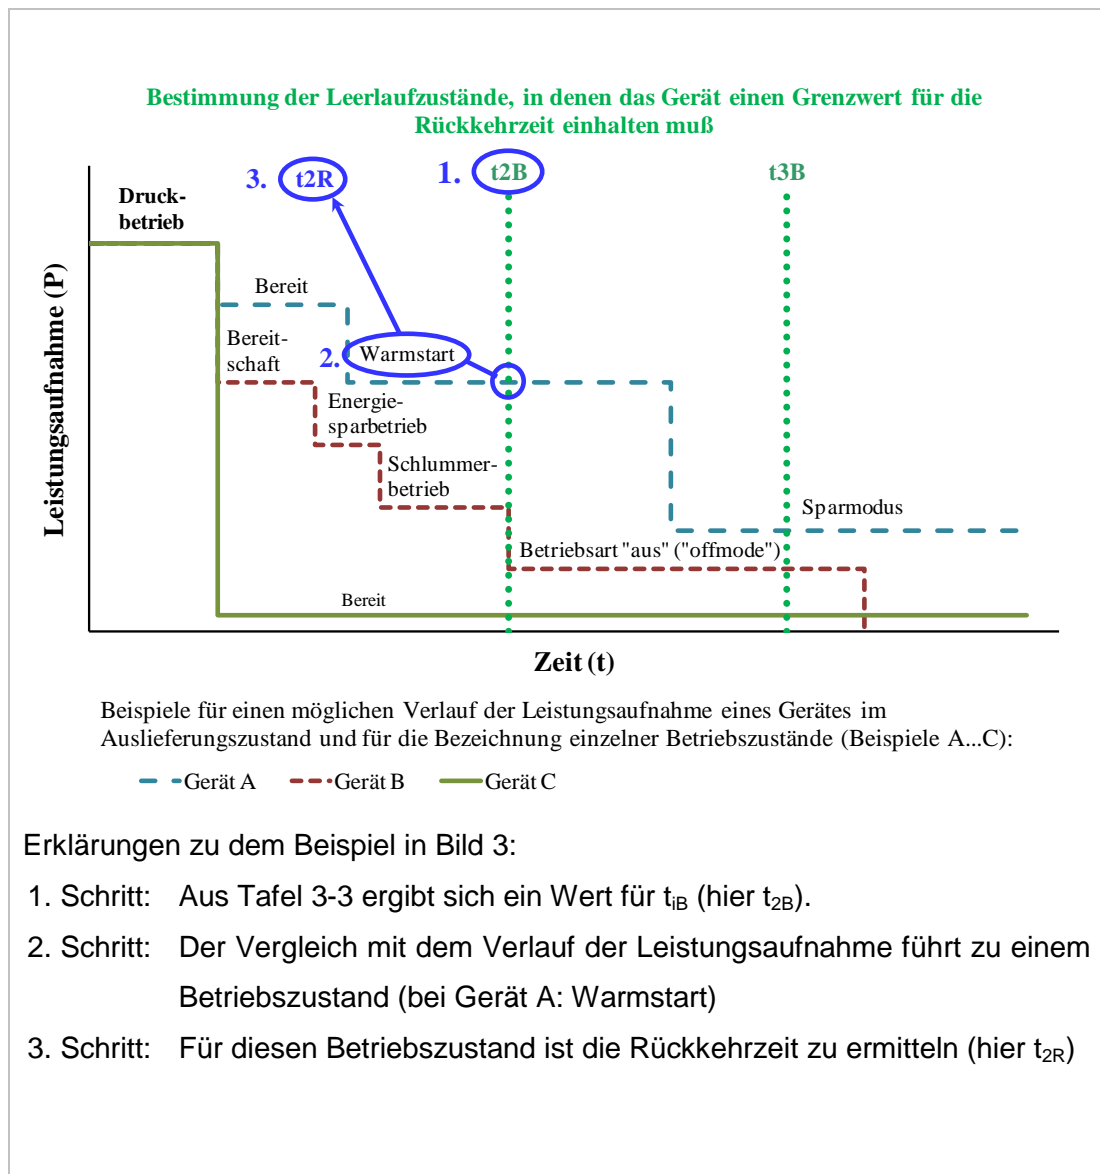 Bestimmung der Leerlaufzustände, in denen das Gerät einen Grenzwert für die
Rückkehrzeit einhalten muß
3. t2R
1. t2B
t3B
Druck-
betrieb
Leistungsaufnahme (P)
Bereit
Bereit-
schaft
2. Warmstart
Energie-
sparbetrieb
Schlummer-
betrieb
Sparmodus
Betriebsart "aus" ("offmode")
Bereit
Zeit (t)
Beispiele für einen möglichen Verlauf der Leistungsaufnahme eines Gerätes im
Auslieferungszustand und für die Bezeichnung einzelner Betriebszustände (Beispiele A...C):
Gerät A Gerät B Gerät C
Erklärungen zu dem Beispiel in Bild 3:
1. Schritt: Aus Tafel 3-3 ergibt sich ein Wert für tiB (hier t2B).
2. Schritt: Der Vergleich mit dem Verlauf der Leistungsaufnahme führt zu einem
Betriebszustand (bei Gerät A: Warmstart)
3. Schritt: Für diesen Betriebszustand ist die Rückkehrzeit zu ermitteln (hier t2R)